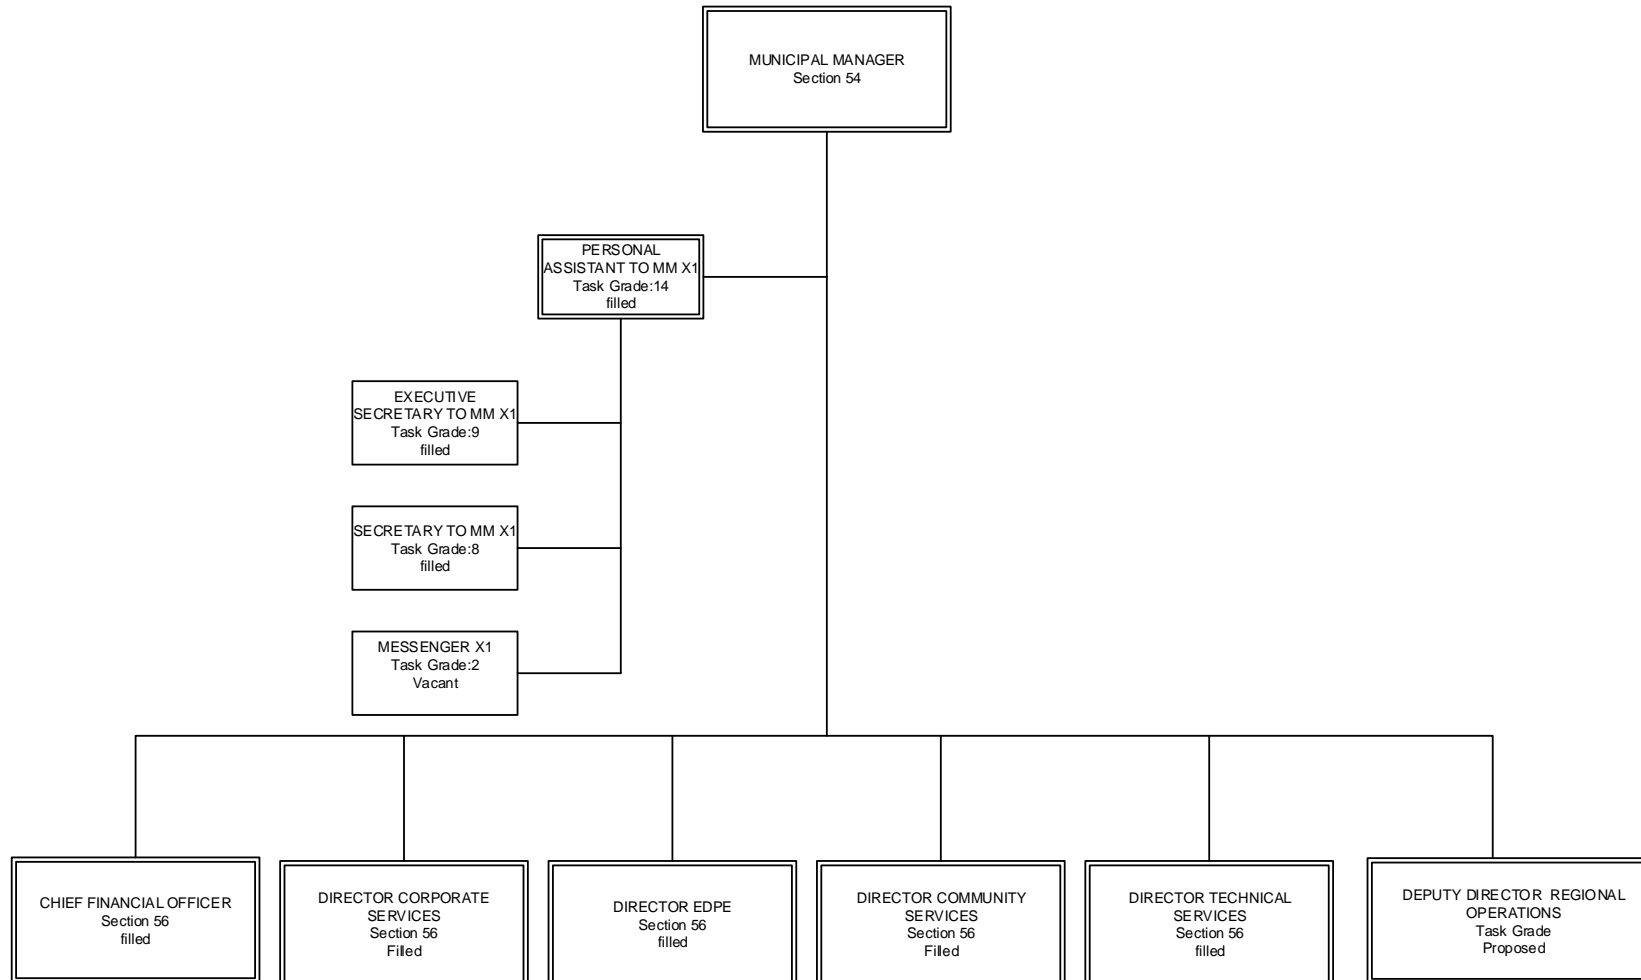 MUNICIPAL MANAGER
Section 54
PERSONAL
ASSISTANT TO MM X1
Task Grade:14
filled
EXECUTIVE
SECRETARY TO MM X1
Task Grade:9
filled
SECRETARY TO MM X1
Task Grade:8
filled
MESSENGER X1
Task Grade:2
Vacant
CHIEF FINANCIAL OFFICER
Section 56
filled
DIRECTOR CORPORATE
SERVICES
Section 56
Filled
DIRECTOR EDPE
Section 56
filled
DIRECTOR COMMUNITY
SERVICES
Section 56
Filled
DIRECTOR TECHNICAL
SERVICES
Section 56
filled
DEPUTY DIRECTOR REGIONAL
OPERATIONS
Task Grade
Proposed